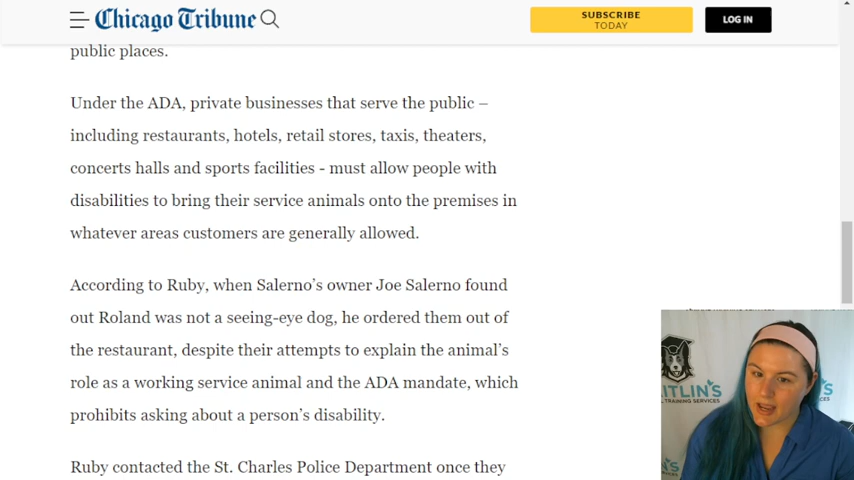 Chicago Tribune
SUBSCRIBE
TODAY
LOG IN
public places.
Under the ADA, private businesses that serve the public –
including restaurants, hotels, retail stores, taxis, theaters,
concerts halls and sports facilities - must allow people with
disabilities to bring their service animals onto the premises in
whatever areas customers are generally allowed.
According to Ruby, when Salerno’s owner Joe Salerno found
out Roland was not a seeing-eye dog, he ordered them out of
the restaurant, despite their attempts to explain the animal’s
role as a working service animal and the ADA mandate, which
prohibits asking about a person’s disability.
Ruby contacted the St. Charles Police Department once they